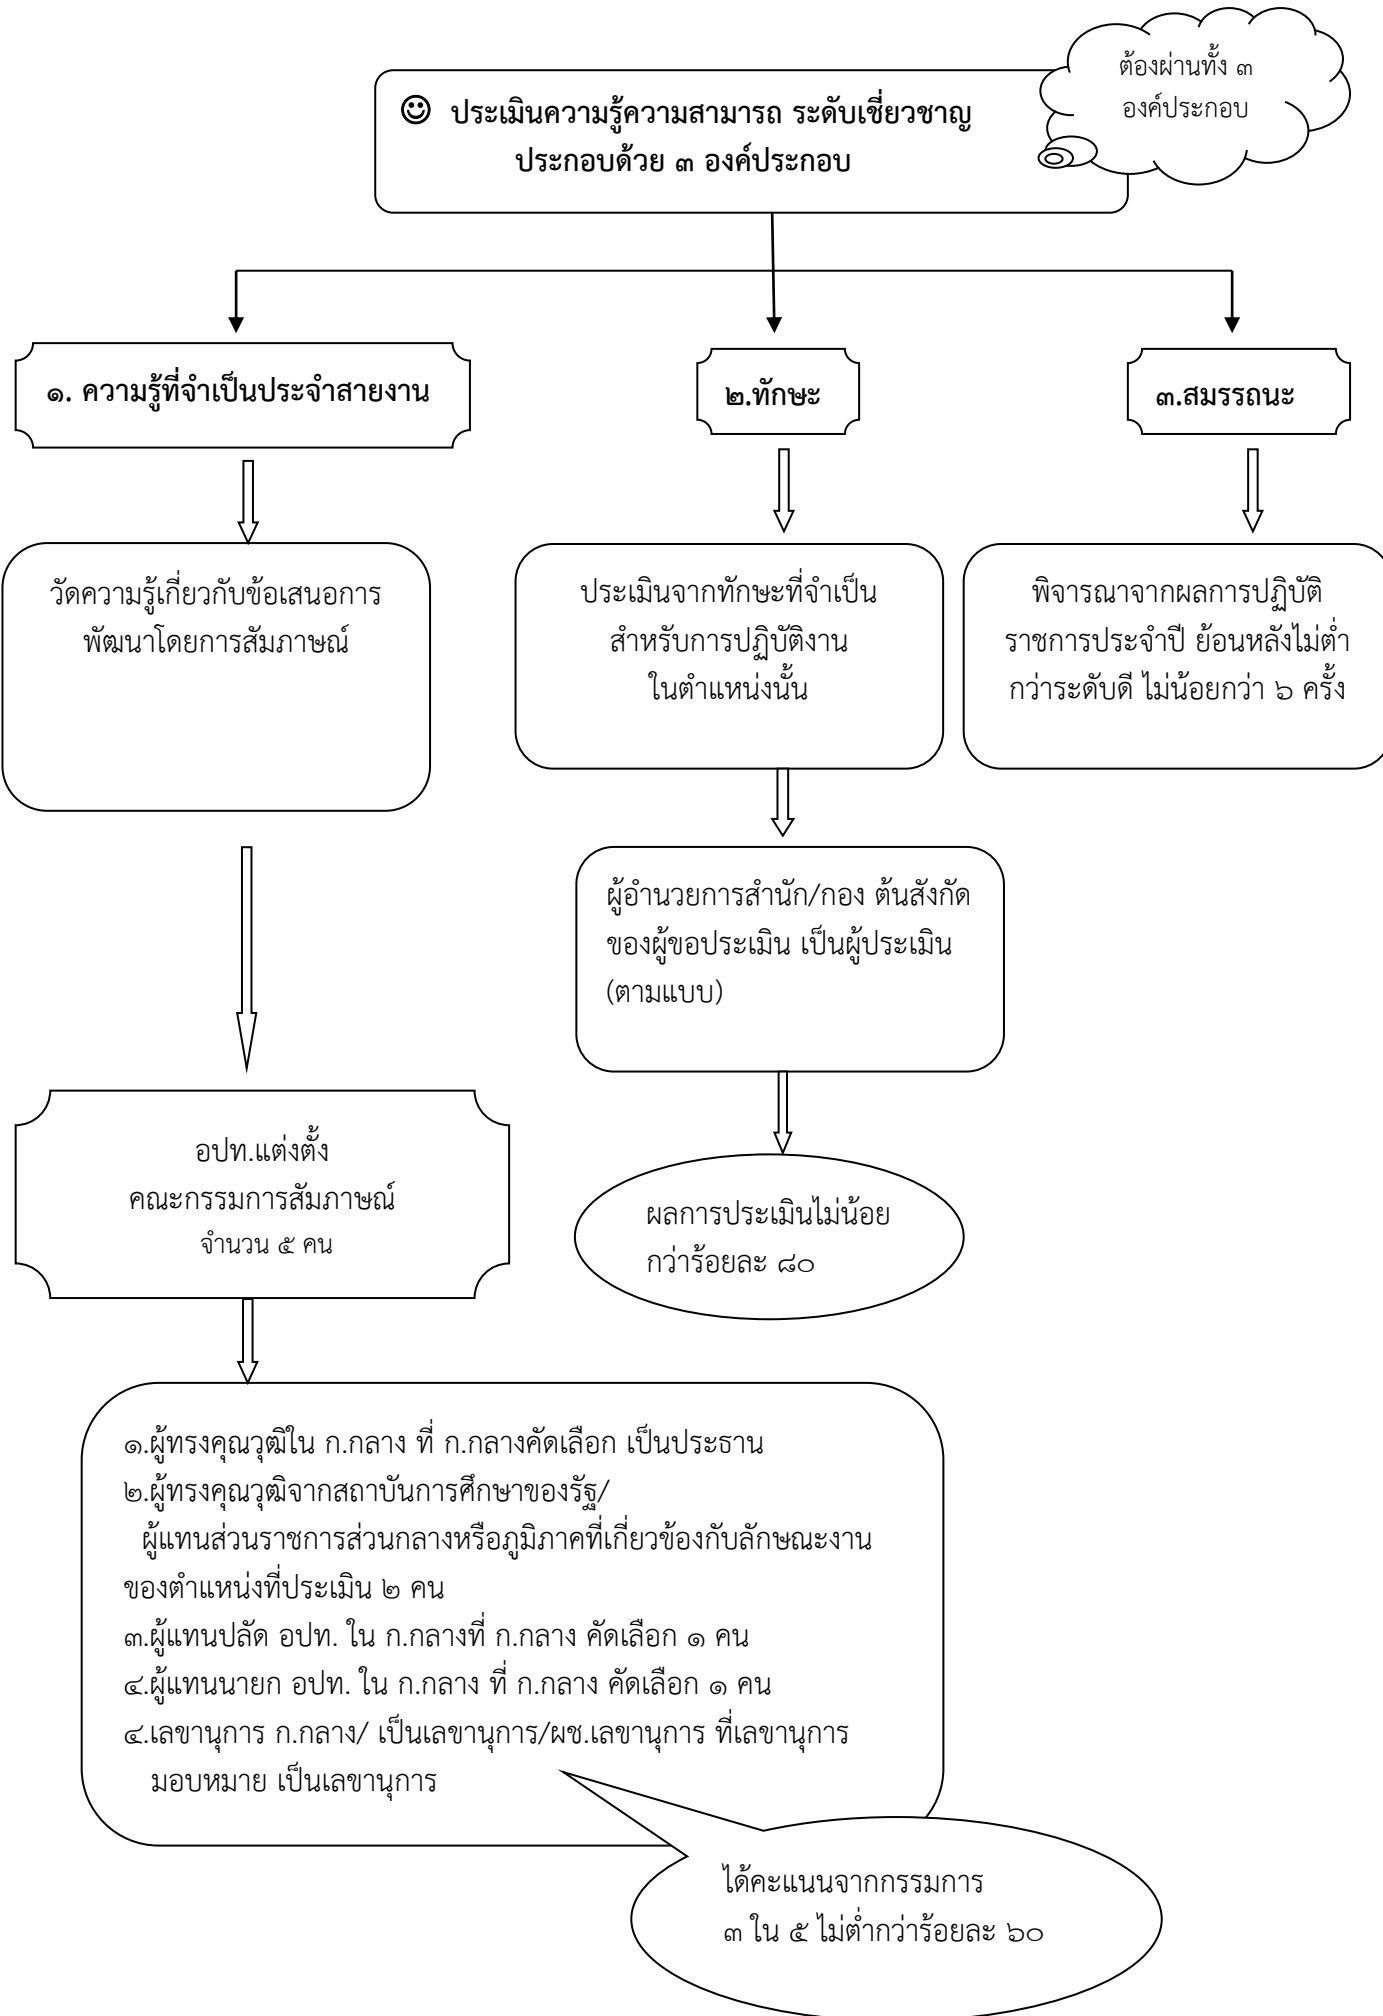 ต้องผ่านทั้ง ๓
องค์ประกอบ
ประเมินความรู้ความสามารถ ระดับเชี่ยวชาญ
ประกอบด้วย ๓ องค์ประกอบ
๑. ความรู้ที่จำเป็นประจำสายงาน
๒.ทักษะ
๓.สมรรถนะ
วัดความรู้เกี่ยวกับข้อเสนอการ
พัฒนาโดยการสัมภาษณ์
ประเมินจากทักษะที่จำเป็น
สำหรับการปฏิบัติงาน
ในตำแหน่งนั้น
พิจารณาจากผลการปฏิบัติ
ราชการประจำปี ย้อนหลังไม่ต่ำ
กว่าระดับดี ไม่น้อยกว่า ๖ ครั้ง
ผู้อำนวยการสำนัก/กอง ต้นสังกัด
ของผู้ขอประเมิน เป็นผู้ประเมิน
(ตามแบบ)
อปท.แต่งตั้ง
คณะกรรมการสัมภาษณ์
จำนวน ๕ คน
ผลการประเมินไม่น้อย
กว่าร้อยละ ๘๐
๑.ผู้ทรงคุณวุฒิใน ก.กลาง ที่ ก.กลางคัดเลือก เป็นประธาน
๒.ผู้ทรงคุณวุฒิจากสถาบันการศึกษาของรัฐ/
ผู้แทนส่วนราชการส่วนกลางหรือภูมิภาคที่เกี่ยวข้องกับลักษณะงาน
ของตำแหน่งที่ประเมิน ๒ คน
๓.ผู้แทนปลัด อปท. ใน ก.กลางที่ ก.กลาง คัดเลือก ๑ คน
๔.ผู้แทนนายก อปท. ใน ก.กลาง ที่ ก.กลาง คัดเลือก ๑ คน
๔.เลขานุการ ก.กลาง/ เป็นเลขานุการ/ผช.เลขานุการ ที่เลขานุการ
มอบหมาย เป็นเลขานุการ
ได้คะแนนจากกรรมการ
๓ ใน ๕ ไม่ต่ำกว่าร้อยละ ๖๐